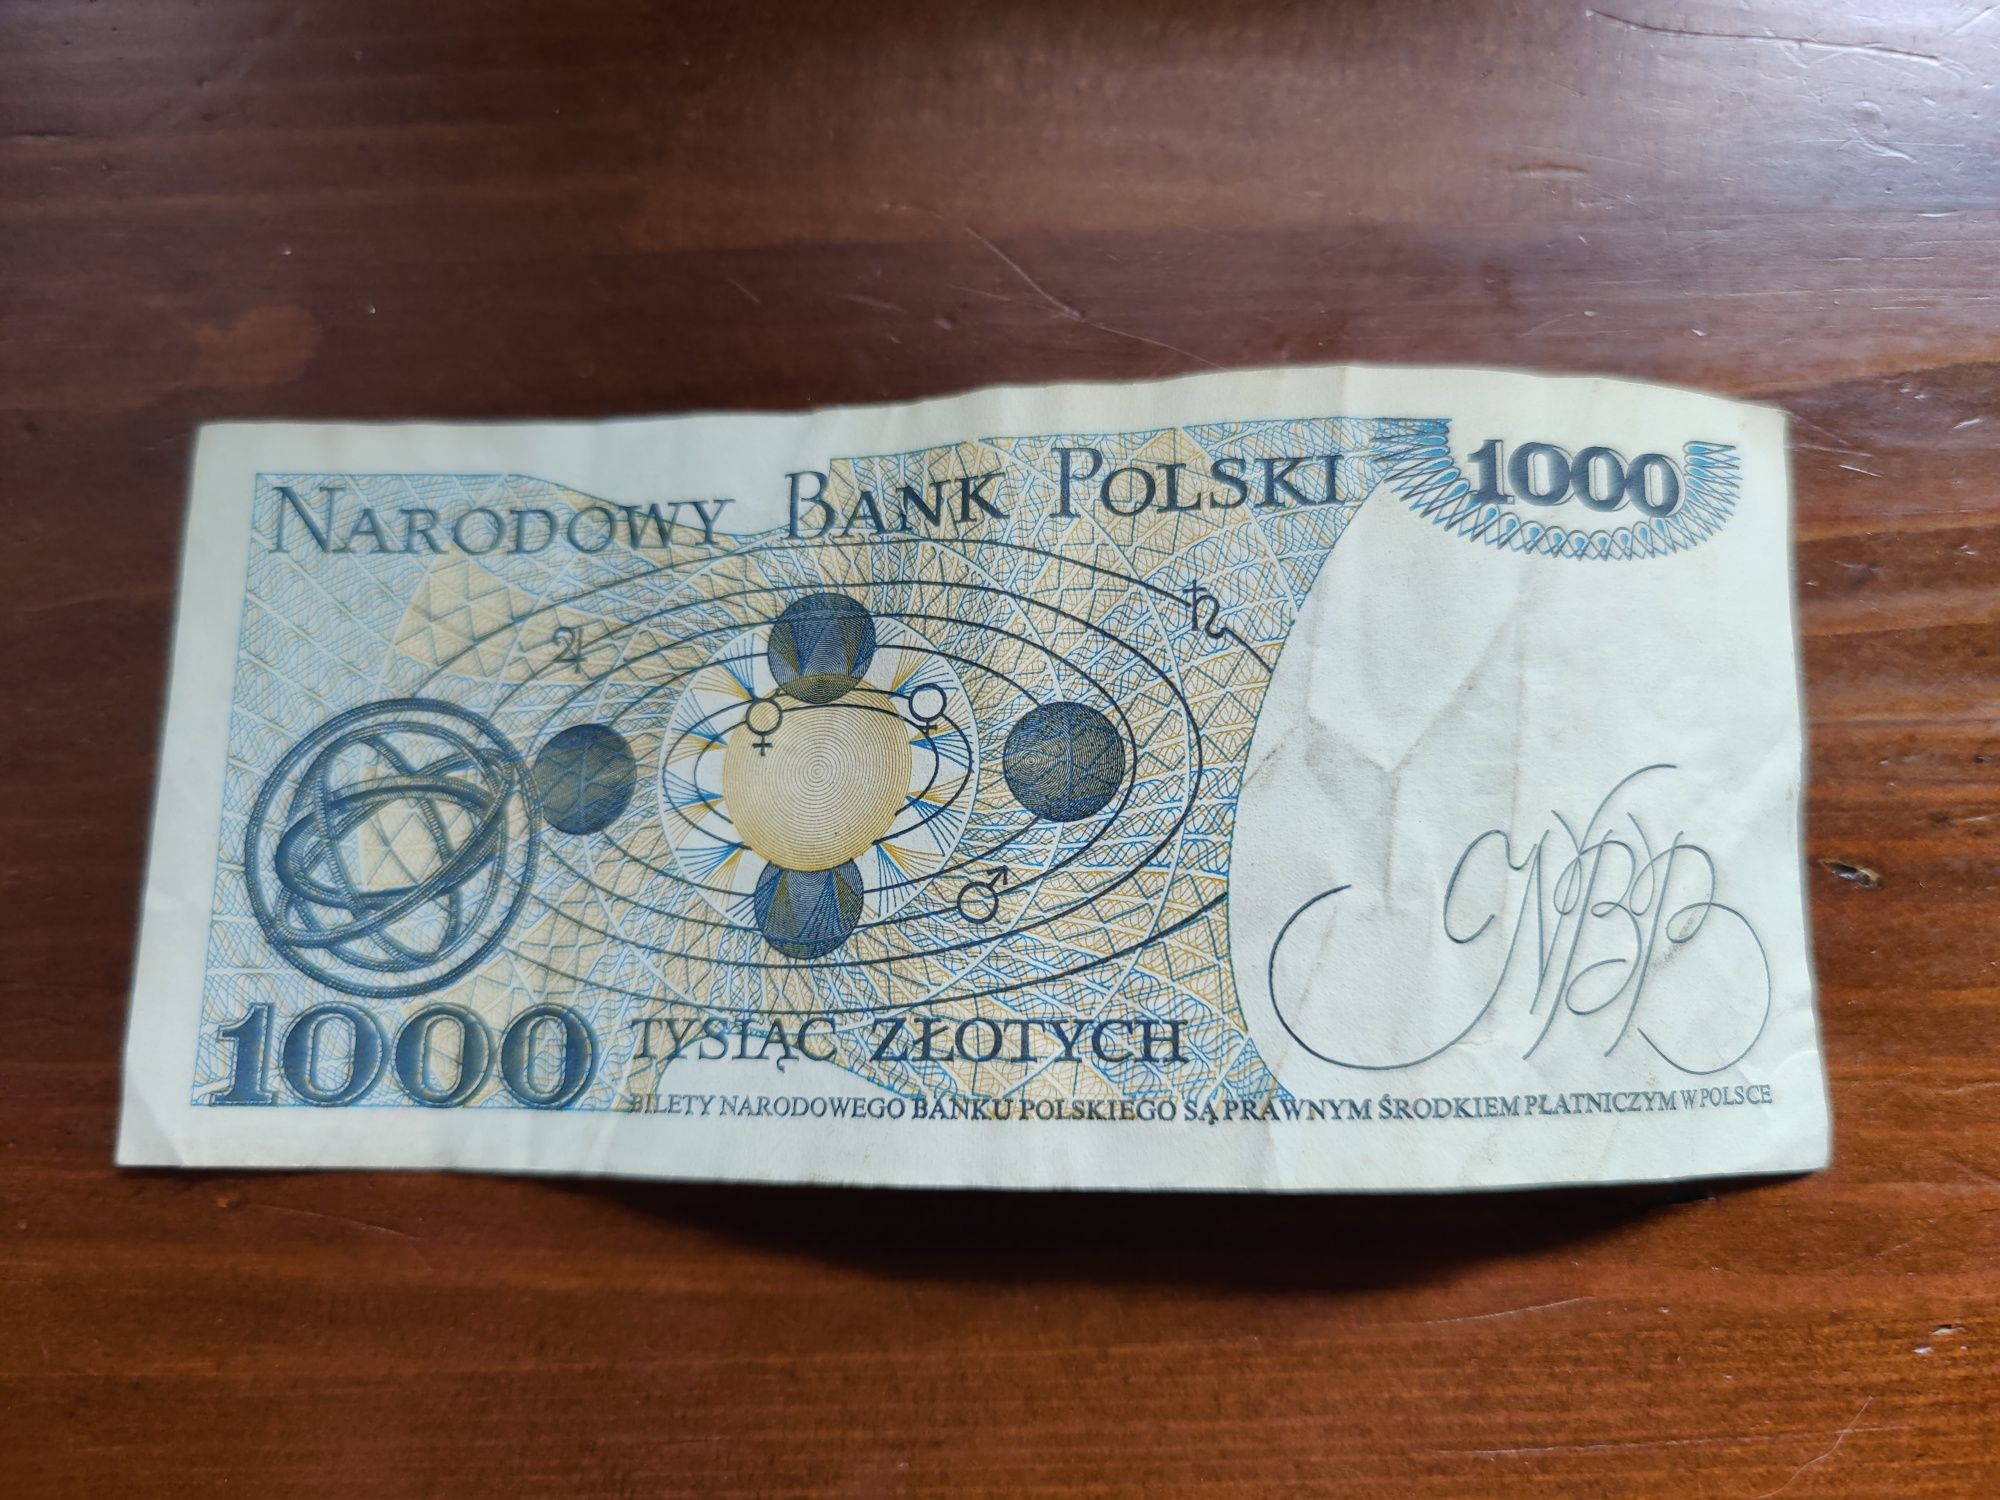 NARODOWY BANK POLSKI
1000
NBP
1000 TYSIĄC ZŁOTYCH
BILETY NARODOWEGO BANKU POLSKIEGO SĄ PRAWNYM ŚRODKIEM PŁATNICZYM W POLSCE